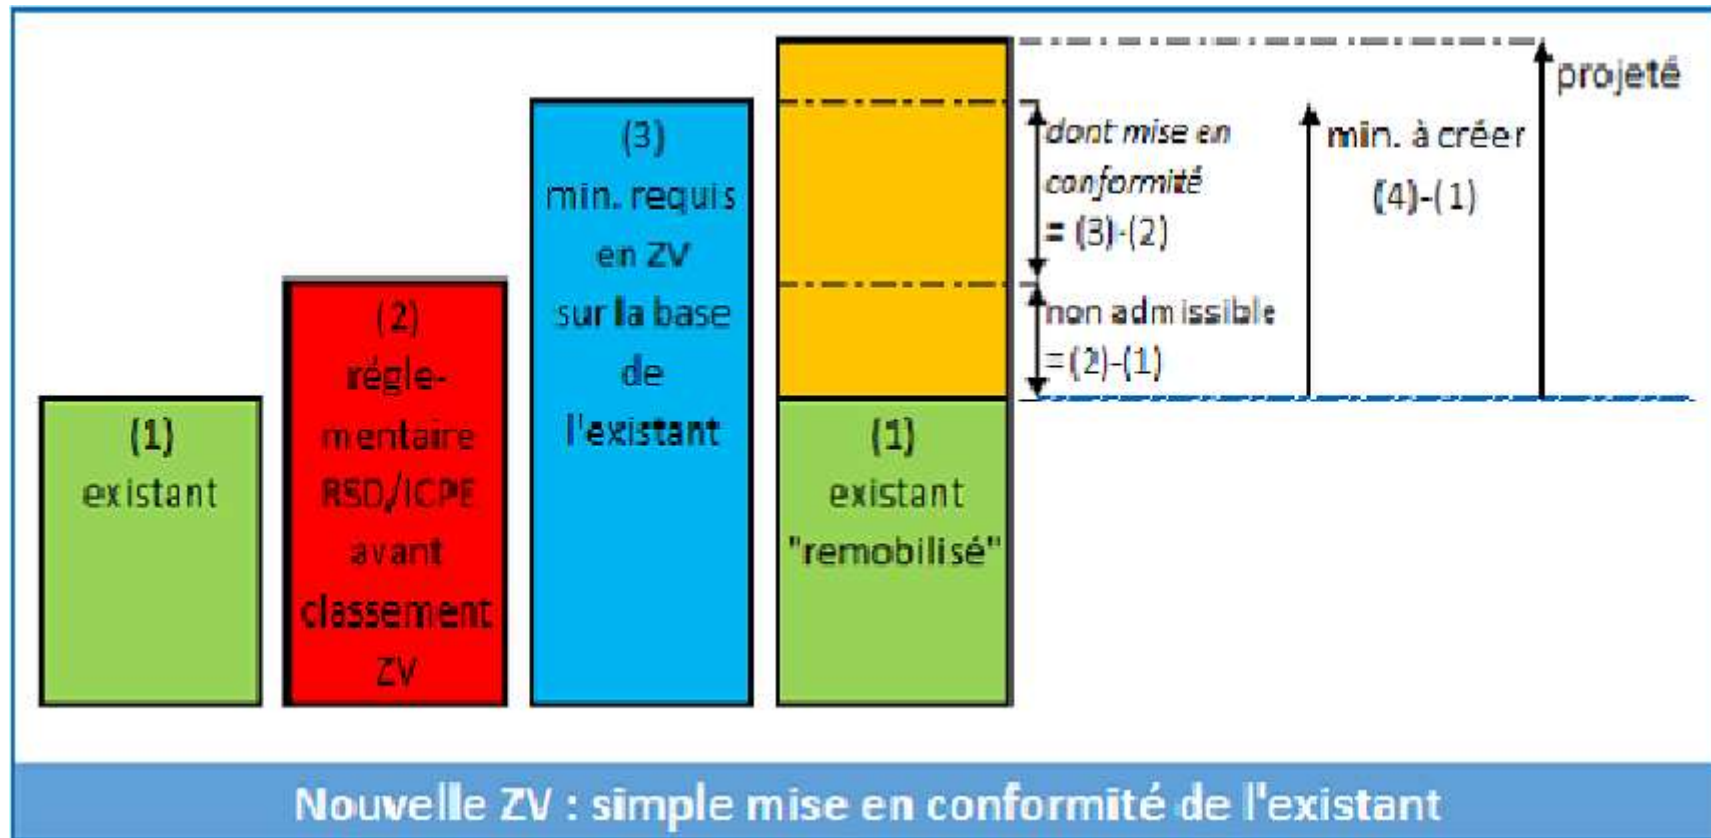 (1)
existant
(2)
régle-
mentaire
RSD/ICPE
avant
classement
ZV
(3)
min. requis
en ZV
sur la base
de
l'existant
(1)
existant
"remobilisé"
dont mise en
conformité
= (3)-(2)
non admissible
=(2)-(1)
min. à créer
(4)-(1)
projeté
Nouvelle ZV : simple mise en conformité de l'existant